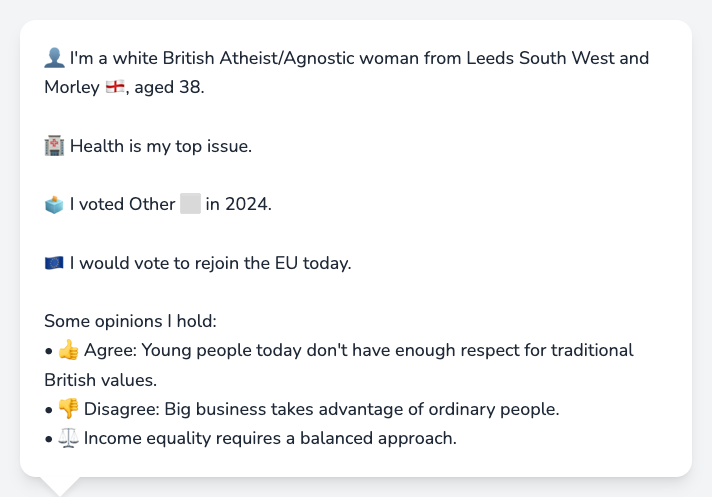 👤 I'm a white British Atheist/Agnostic woman from Leeds South West and
Morley 🏴󠁧󠁢󠁥󠁮󠁧󠁿, aged 38.
🏥 Health is my top issue.
🗳️ I voted Other ⬜ in 2024.
🇪🇺 I would vote to rejoin the EU today.
Some opinions I hold:
• 👍 Agree: Young people today don't have enough respect for traditional
British values.
• 👎 Disagree: Big business takes advantage of ordinary people.
• ⚖️ Income equality requires a balanced approach.